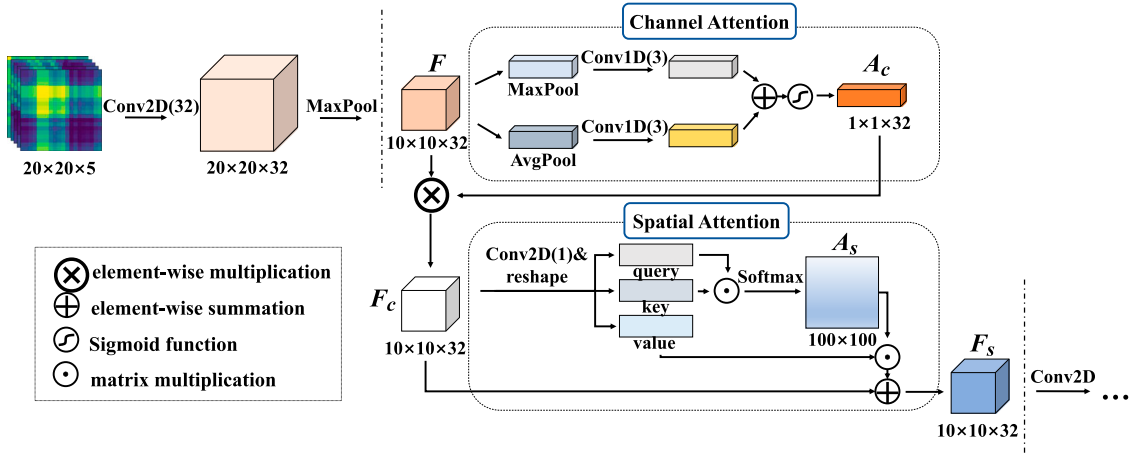 Channel Attention
F
Conv1D(3)
A_c
MaxPool
Conv2D(32)
MaxPool
Conv1D(3)
1×1×32
10×10×32
AvgPool
20×20×5
20×20×32
Spatial Attention
Conv2D(1)&
reshape
query
Softmax
A_s
key
F_c
value
100×100
10×10×32
element-wise multiplication
element-wise summation
Sigmoid function
matrix multiplication
F_s
Conv2D
...
10×10×32